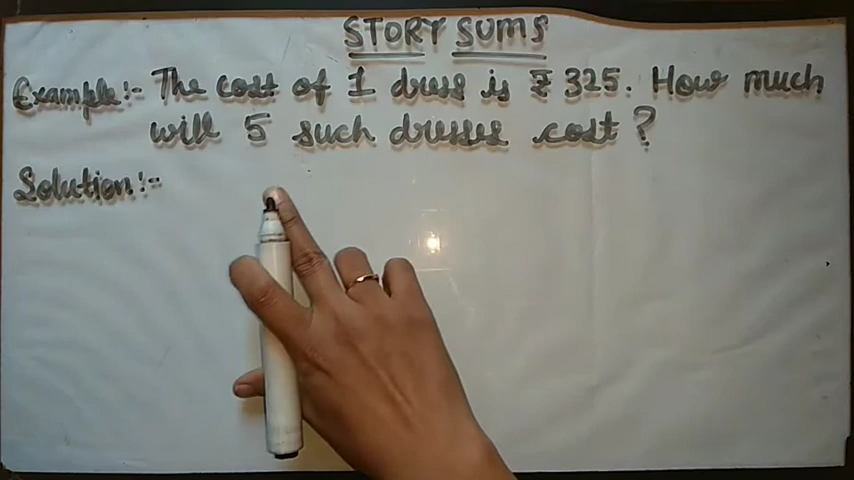 STORY SUMS
Example:- The cost of 1 dress is ₹ 325. How much
will 5 such dresses cost?
Solution:-